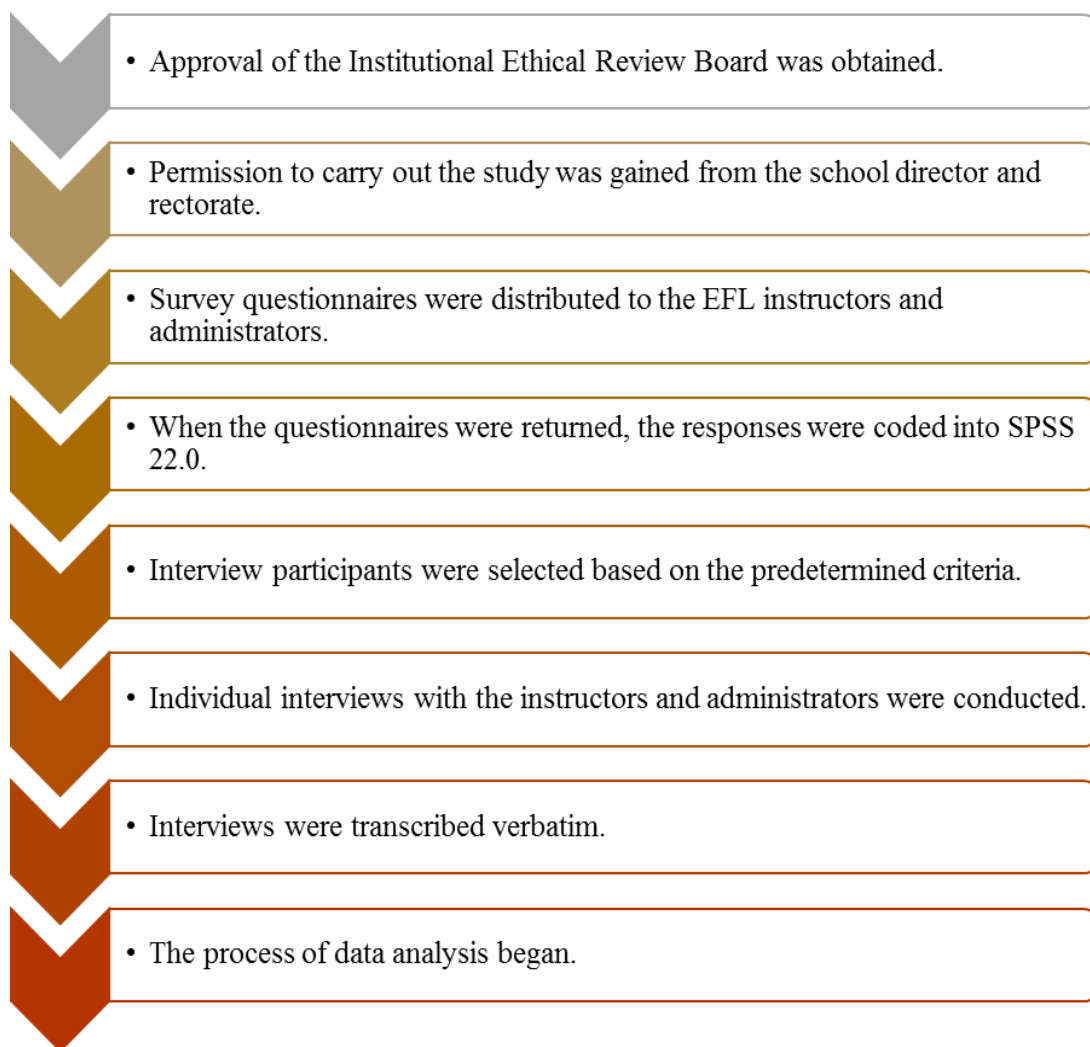 • Approval of the Institutional Ethical Review Board was obtained.
• Permission to carry out the study was gained from the school director and
rectorate.
• Survey questionnaires were distributed to the EFL instructors and
administrators.
• When the questionnaires were returned, the responses were coded into SPSS
22.0.
• Interview participants were selected based on the predetermined criteria.
• Individual interviews with the instructors and administrators were conducted.
• Interviews were transcribed verbatim.
• The process of data analysis began.